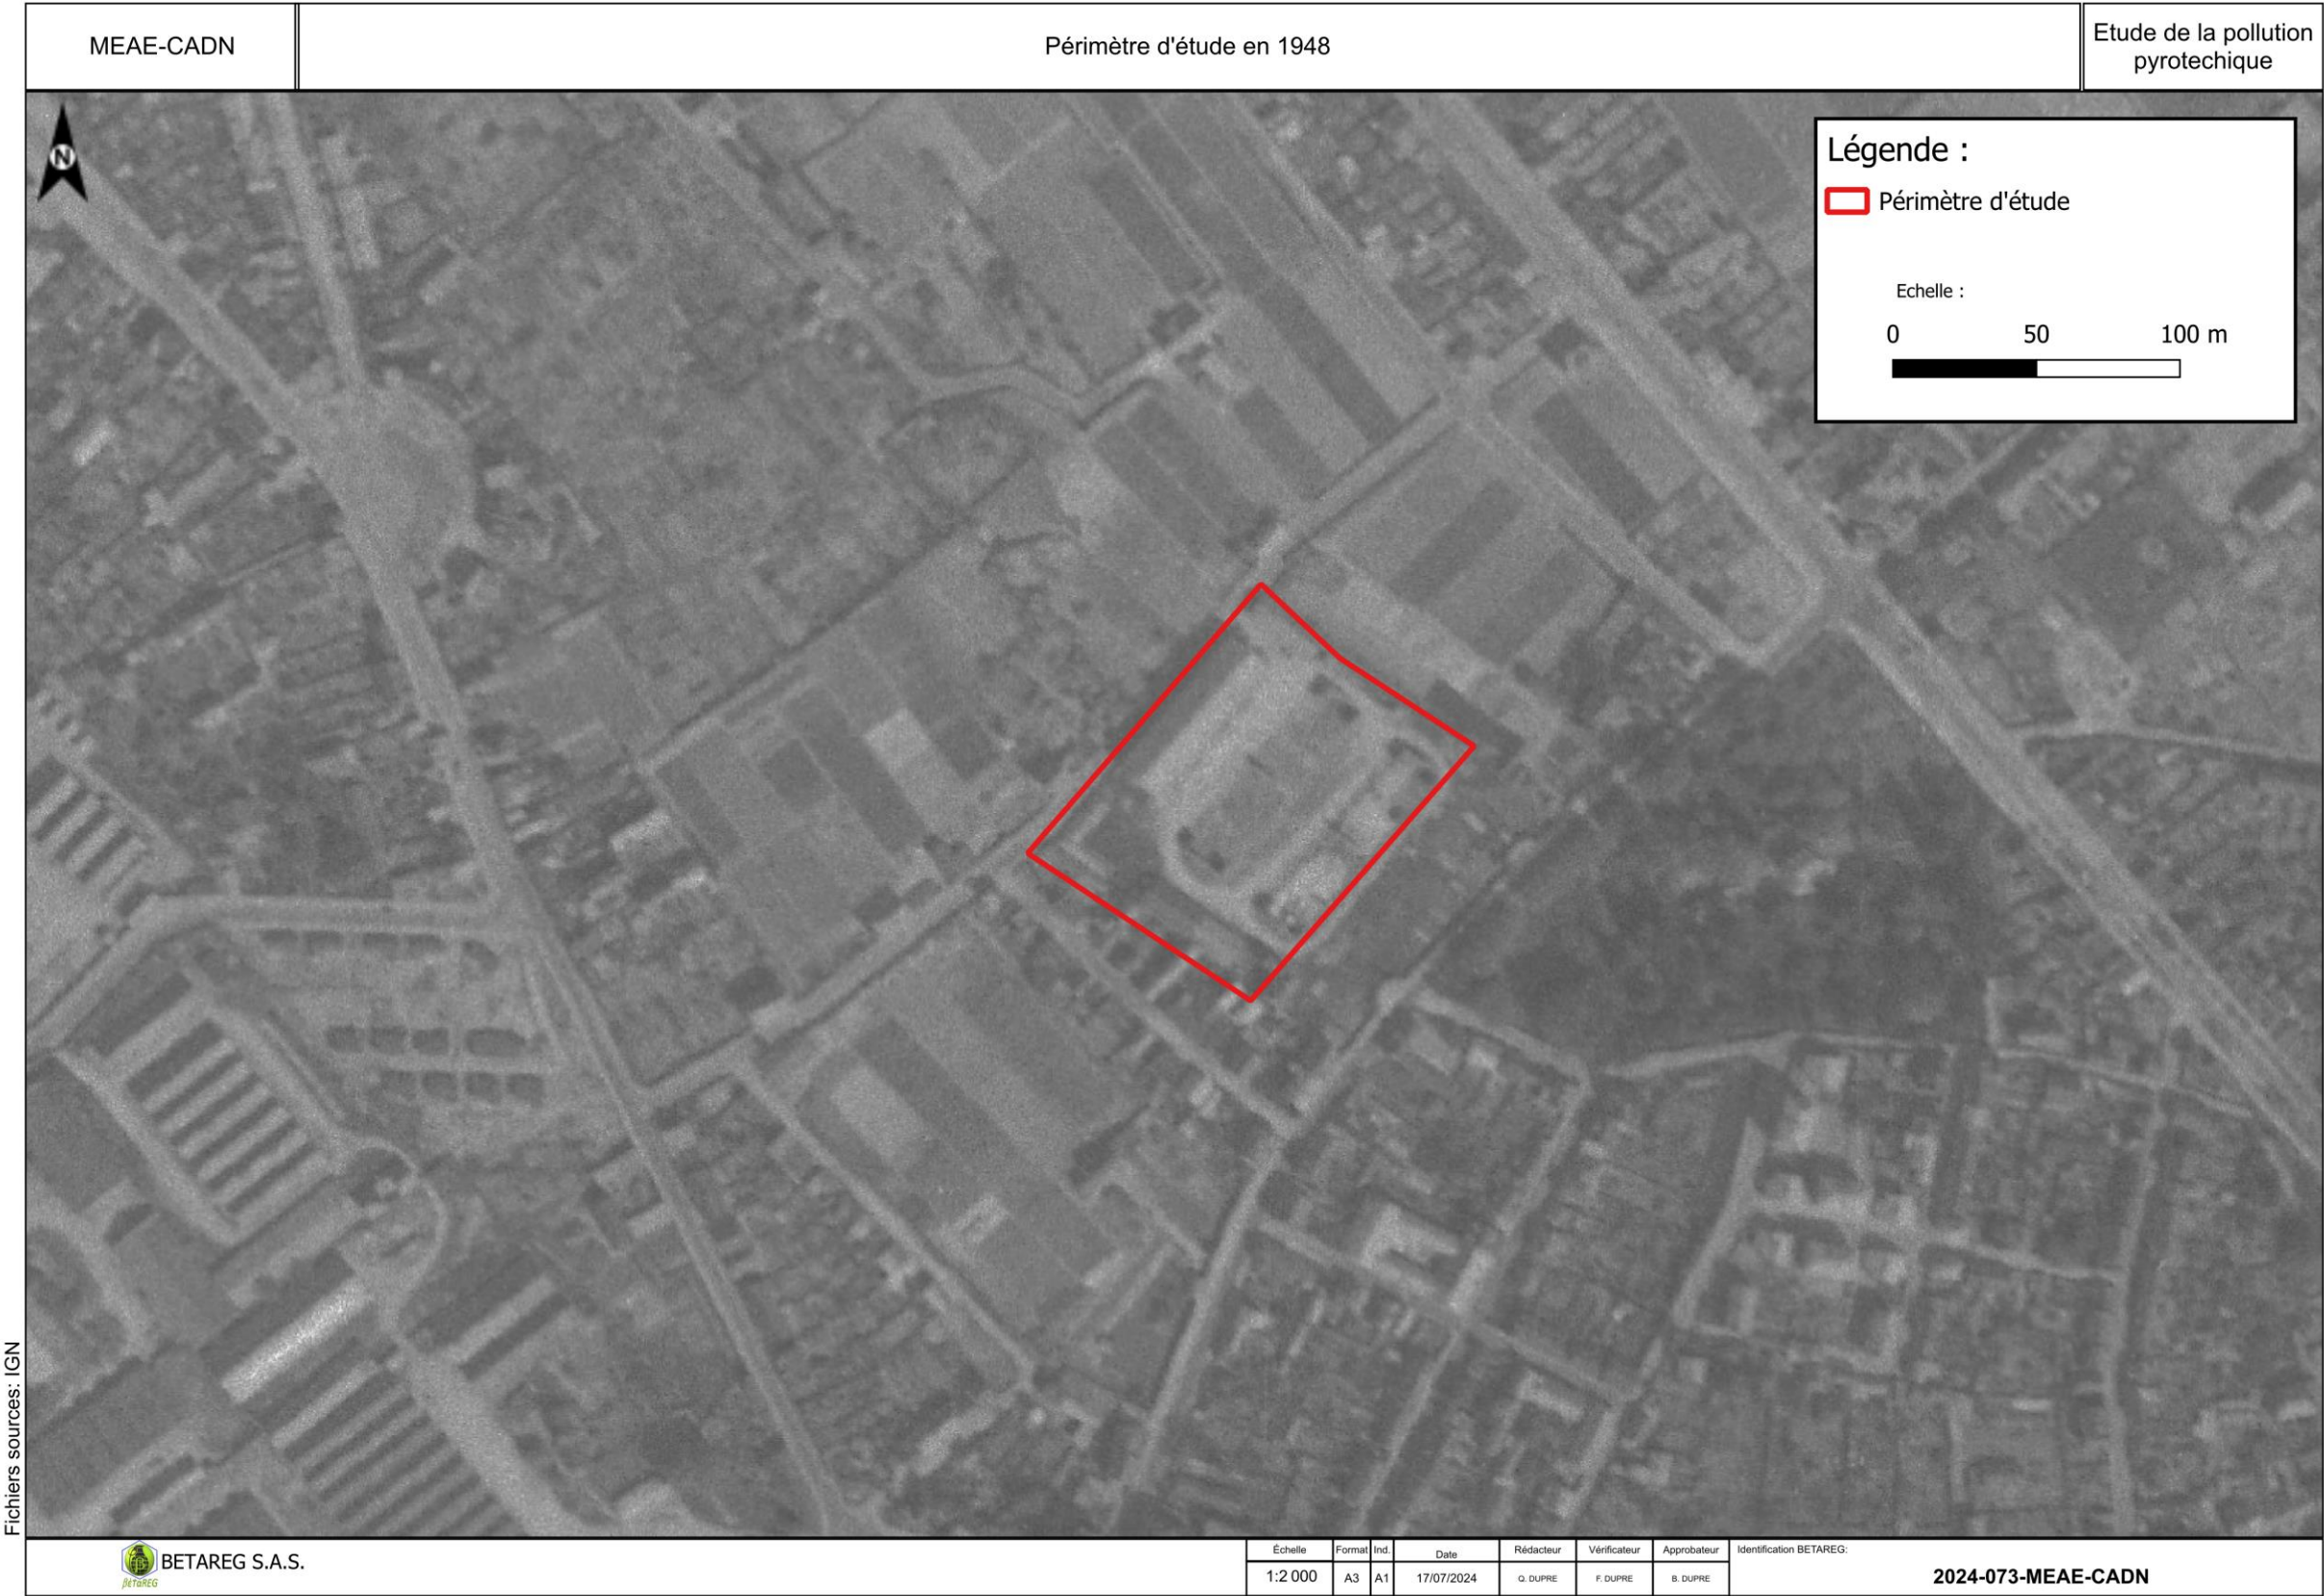 MEAE-CADN
Périmètre d'étude en 1948
Etude de la pollution
pyrotechique
N
Légende :
Périmètre d'étude
Echelle :
0 50 100 m
Fichiers sources: IGN
BETAREG
BETAREG S.A.S.
Échelle Format Ind. Date Rédacteur Vérificateur Approbateur Identification BETAREG:
1:2 000 A3 A1 17/07/2024 Q. DUPRE F. DUPRE B. DUPRE 2024-073-MEAE-CADN